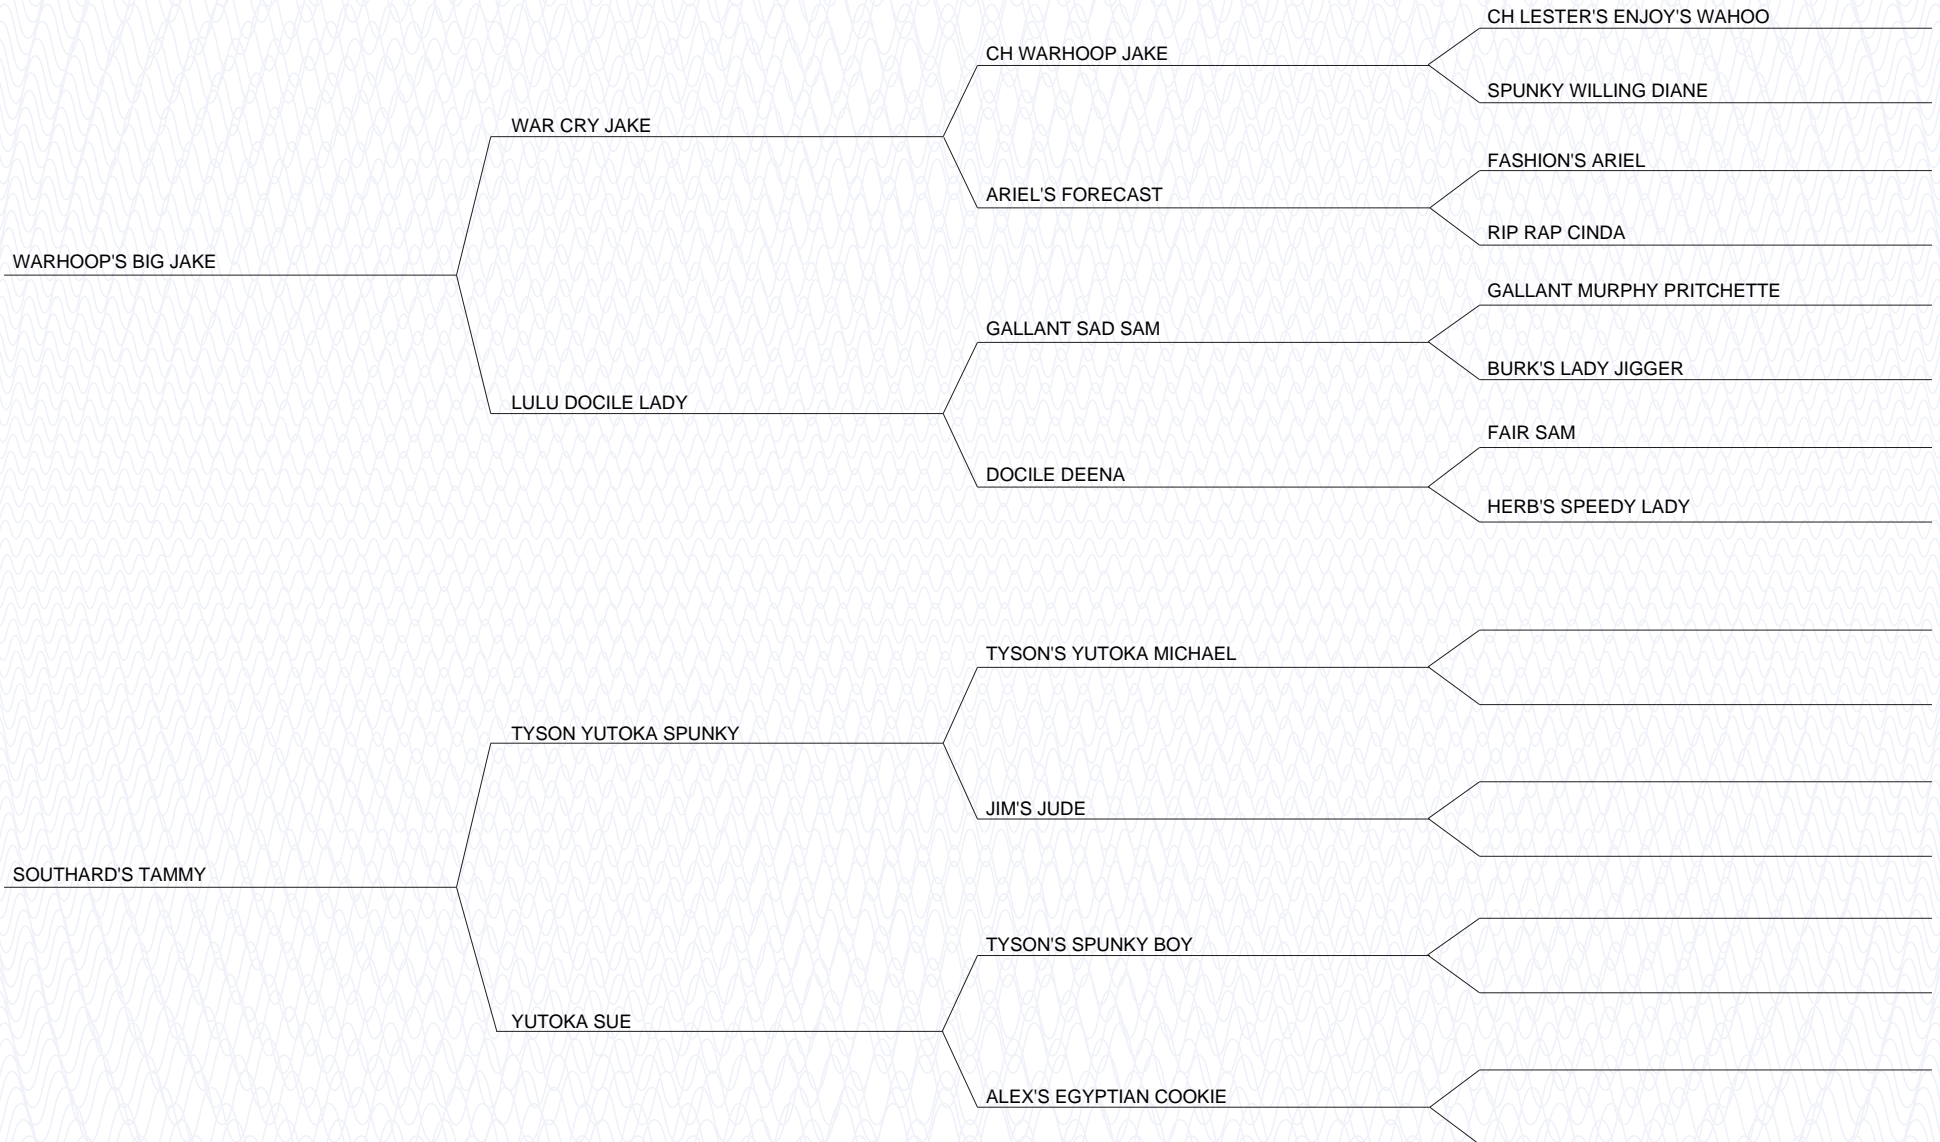 CH LESTER'S ENJOY'S WAHOO
CH WARHOOP JAKE
SPUNKY WILLING DIANE
WAR CRY JAKE
FASHION'S ARIEL
ARIEL'S FORECAST
RIP RAP CINDA
WARHOOP'S BIG JAKE
GALLANT MURPHY PRITCHETTE
GALLANT SAD SAM
BURK'S LADY JIGGER
LULU DOCILE LADY
FAIR SAM
DOCILE DEENA
HERB'S SPEEDY LADY
TYSON'S YUTOKA MICHAEL
TYSON YUTOKA SPUNKY
JIM'S JUDE
SOUTHARD'S TAMMY
TYSON'S SPUNKY BOY
YUTOKA SUE
ALEX'S EGYPTIAN COOKIE